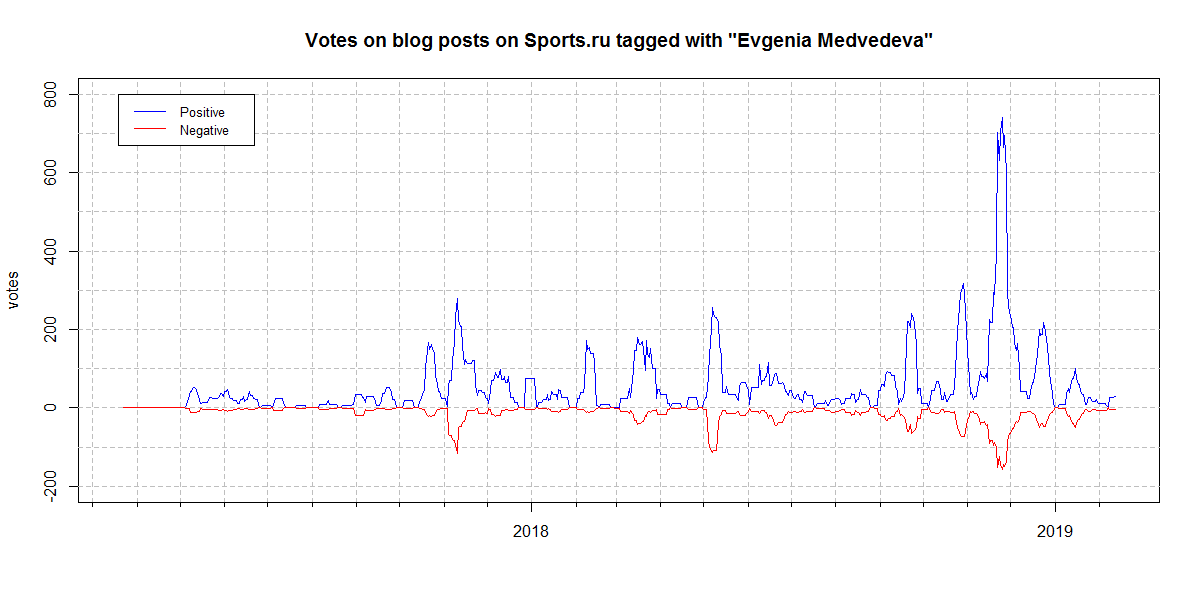 Votes on blog posts on Sports.ru tagged with "Evgenia Medvedeva"
Positive
Negative
votes
800
600
400
200
0
-200
2018
2019